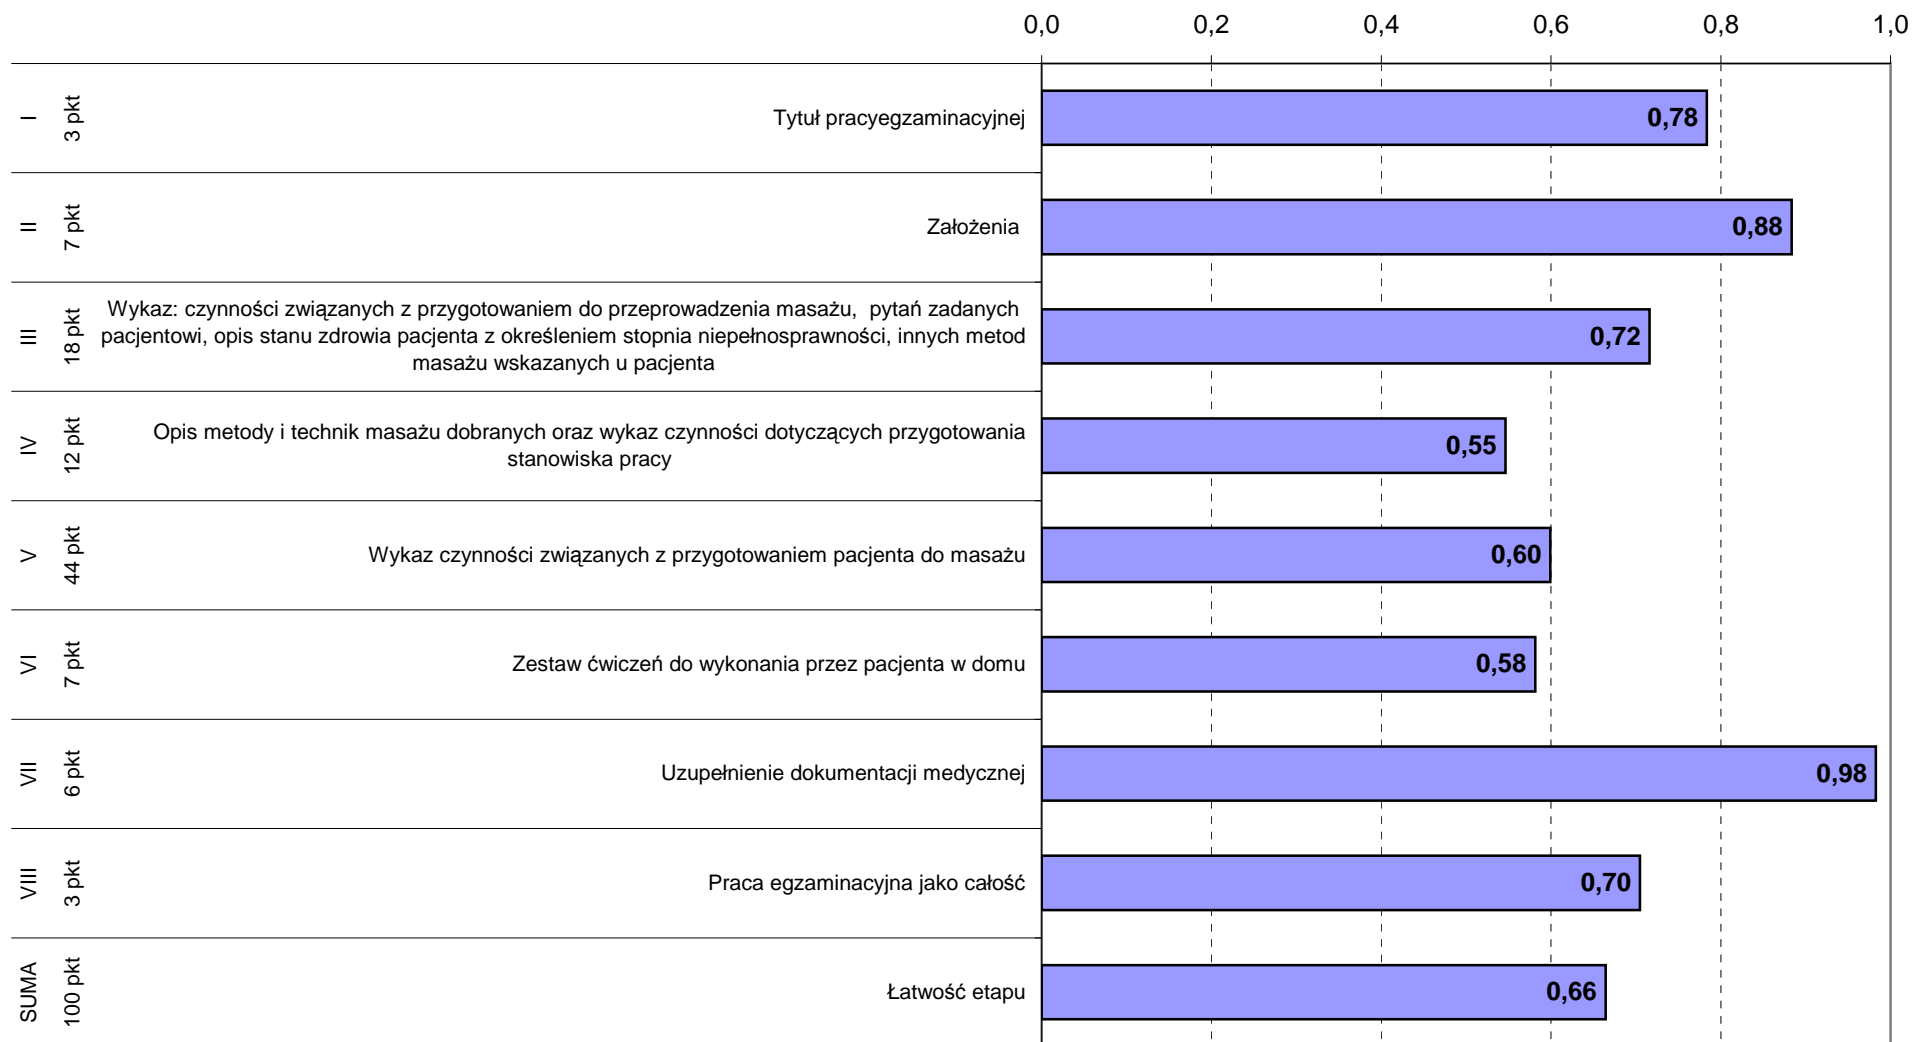 0,0 0,2 0,4 0,6 0,8 1,0
I 3 pkt Tytuł pracyegzaminacyjnej 0,78
II 7 pkt Założenia 0,88
III 18 pkt Wykaz: czynności związanych z przygotowaniem do przeprowadzenia masażu, pytań zadanych
pacjentowi, opis stanu zdrowia pacjenta z określeniem stopnia niepełnosprawności, innych metod
masażu wskazanych u pacjenta 0,72
IV 12 pkt Opis metody i technik masażu dobranych oraz wykaz czynności dotyczących przygotowania
stanowiska pracy 0,55
V 44 pkt Wykaz czynności związanych z przygotowaniem pacjenta do masażu 0,60
VI 7 pkt Zestaw ćwiczeń do wykonania przez pacjenta w domu 0,58
VII 6 pkt Uzupełnienie dokumentacji medycznej 0,98
VIII 3 pkt Praca egzaminacyjna jako całość 0,70
SUMA 100 pkt Łatwość etapu 0,66